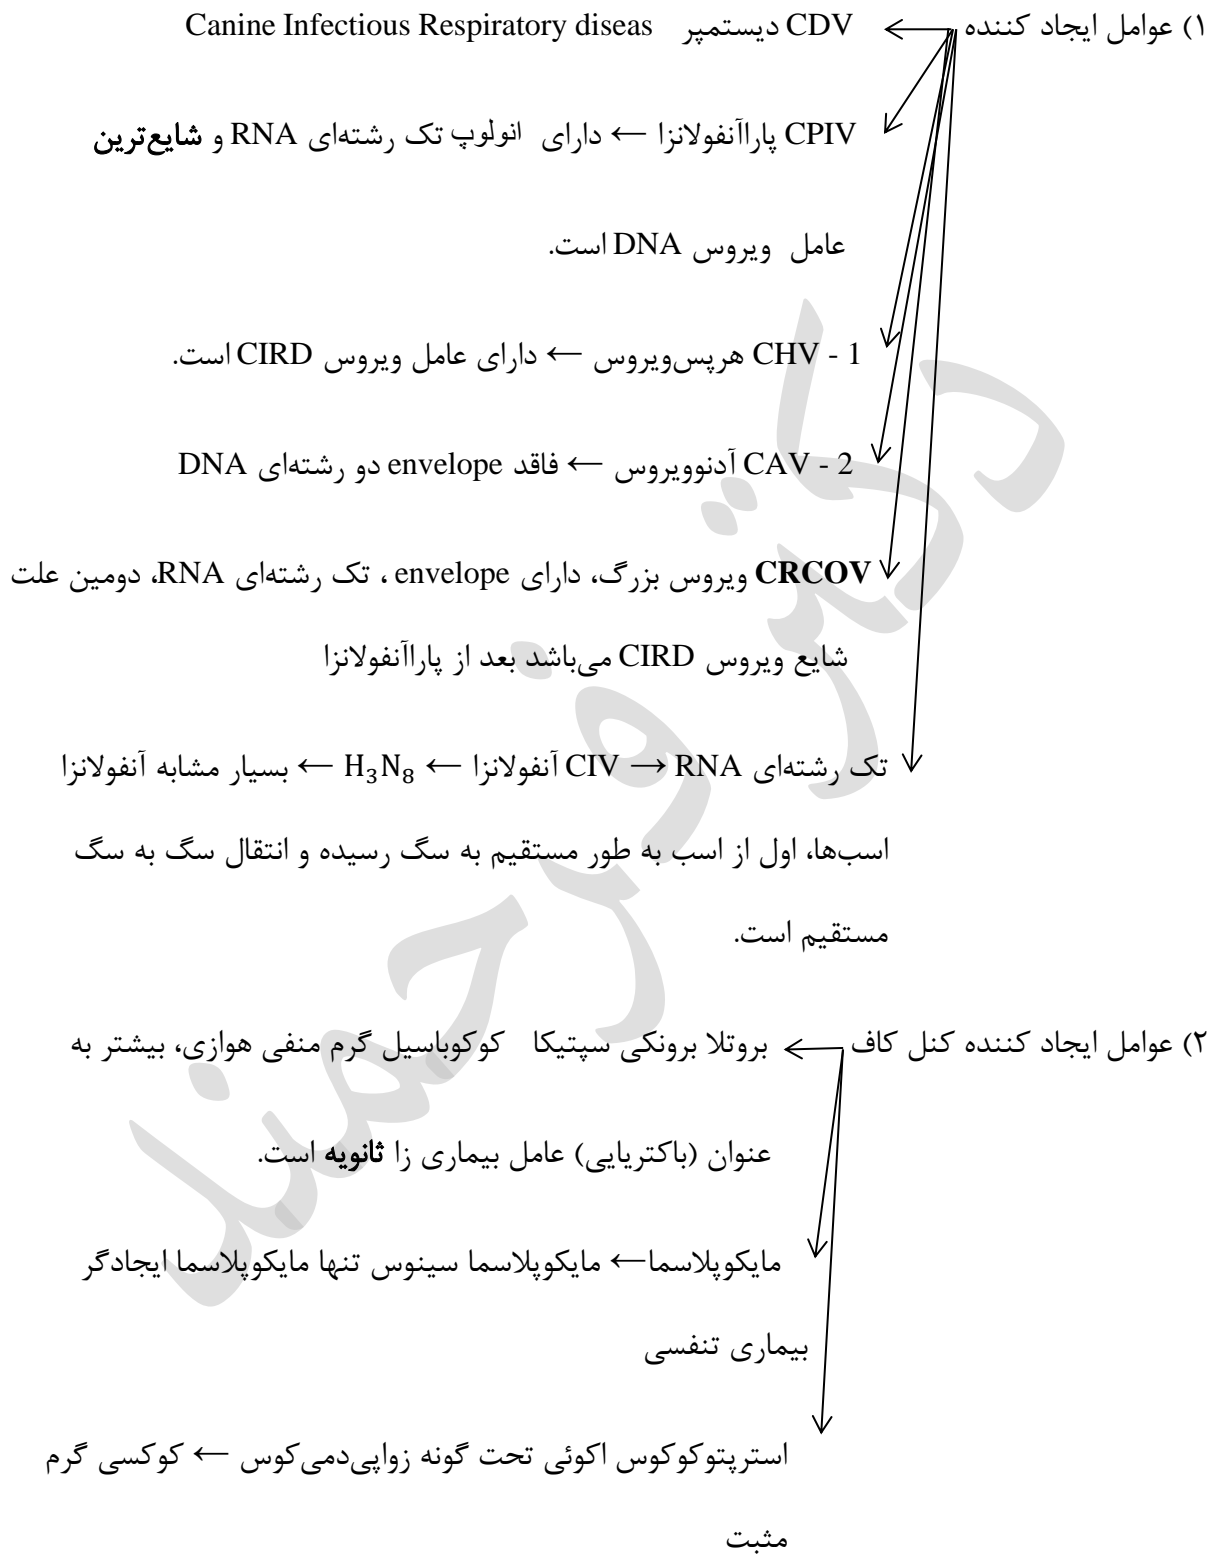 ۱) عوامل ایجاد کننده ← CDV دیستمپر Canine Infectious Respiratory diseas
CPIV پاراآنفولانزا ← دارای انولوپ تک رشته‌ای RNA و شایع‌ترین
عامل ویروس DNA است.
CHV - 1 هرپس‌ویروس ← دارای عامل ویروس CIRD است.
CAV - 2 آدنوویروس ← فاقد envelope دو رشته‌ای DNA
CRCOV ویروس بزرگ، دارای envelope ، تک رشته‌ای RNA، دومین علت
شایع ویروس CIRD می‌باشد بعد از پاراآنفولانزا
تک رشته‌ای CIV → RNA آنفولانزا ← H₃N₈ ← بسیار مشابه آنفولانزا
اسب‌ها، اول از اسب به طور مستقیم به سگ رسیده و انتقال سگ به سگ
مستقیم است.
۲) عوامل ایجاد کننده کنل کاف ← بروتلا برونکی سپتیکا کوکوباسیل گرم منفی هوازی، بیشتر به
عنوان (باکتریایی) عامل بیماری زا ثانویه است.
مایکوپلاسما← مایکوپلاسما سینوس تنها مایکوپلاسما ایجادگر
بیماری تنفسی
استرپتوکوکوس اکوئی تحت گونه زواپی‌دمی‌کوس ← کوکسی گرم
مثبت
دکتر فرحمند